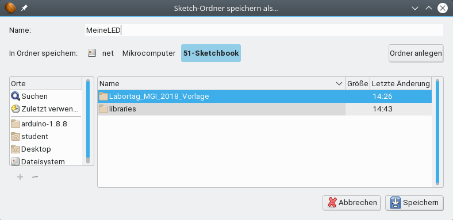 Sketch-Ordner speichern als...
Name: MeineLED
In Ordner speichern: net Mikrocomputer 51-Sketchbook Ordner anlegen
Orte Name Größe Letzte Änderung
Suchen Labortag_MGI_2018_Vorlage 14:26
Zuletzt verwen... libraries 14:43
arduino-1.8.8
student
Desktop
Dateisystem
Abbrechen Speichern